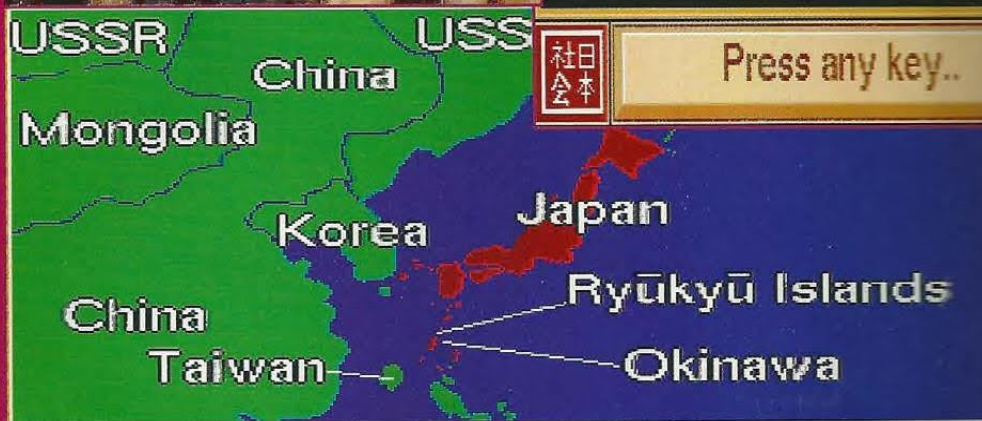 USSR
USS
China
Mongolia
日本
社会
Press any key..
Japan
Korea
Ryūkyū Islands
China
Taiwan
Okinawa